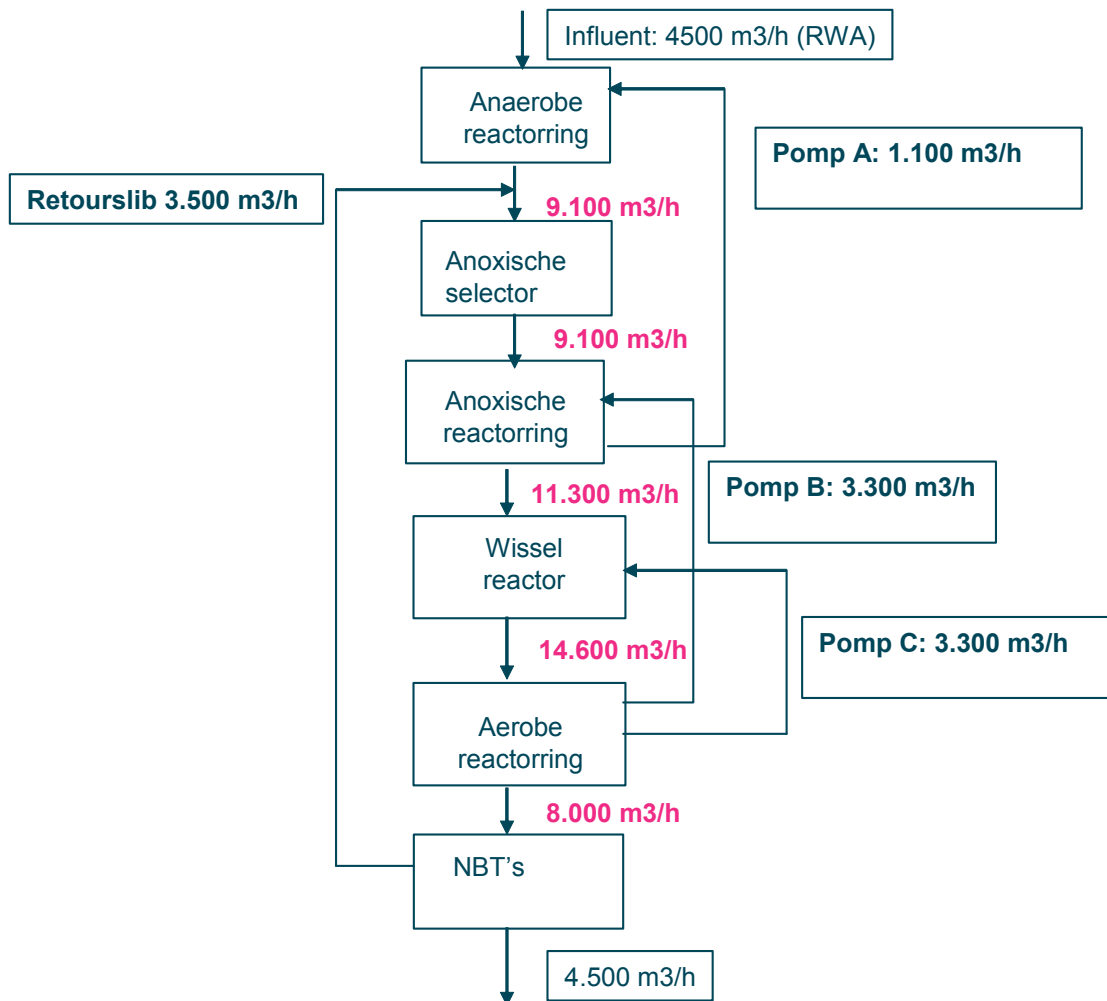 Influent: 4500 m3/h (RWA)
Anaerobe
reactorring
Pomp A: 1.100 m3/h
Retourslib 3.500 m3/h
9.100 m3/h
Anoxische
selector
9.100 m3/h
Anoxische
reactorring
Pomp B: 3.300 m3/h
11.300 m3/h
Wissel
reactor
Pomp C: 3.300 m3/h
14.600 m3/h
Aerobe
reactorring
8.000 m3/h
NBT's
4.500 m3/h